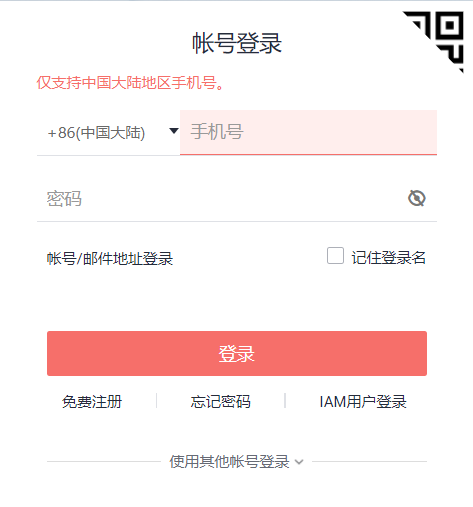 帐号登录
仅支持中国大陆地区手机号。
+86(中国大陆) 手机号
密码
帐号/邮件地址登录 记住登录名
登录
免费注册 忘记密码 IAM用户登录
使用其他帐号登录